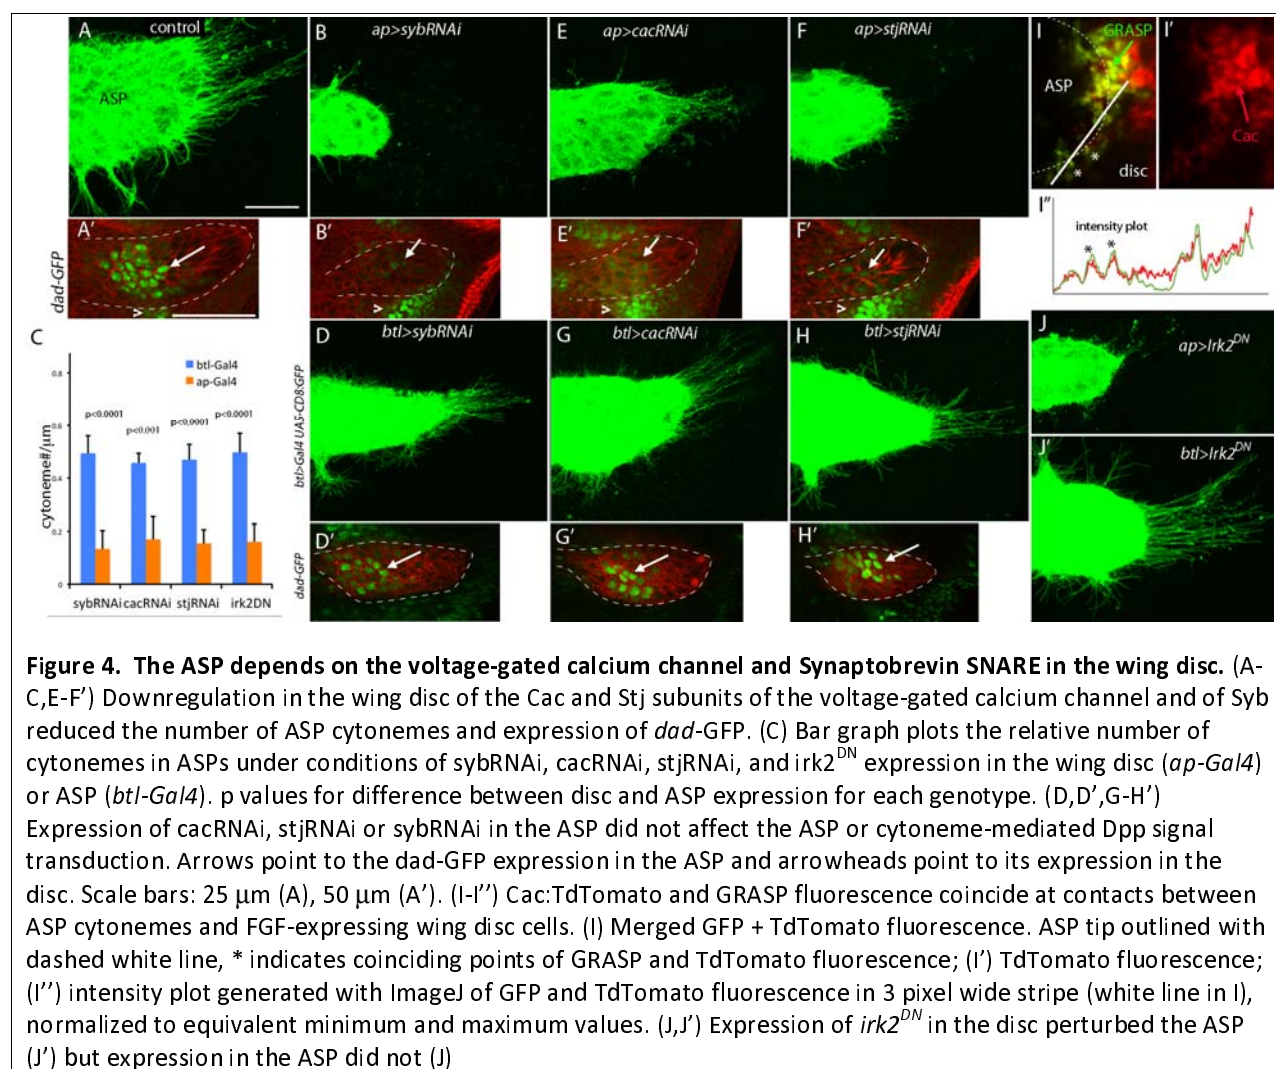 A
control
ASP
B
ap>sybRNAi
E
ap>cacRNAi
F
ap>stjRNAi
I
GRASP
ASP
disc
*
*
I’
Cac
I’’
intensity plot
*
*
dad-GFP
A’
B’
>
E’
F’
>
C
btl-Gal4
ap-Gal4
cytoneme#/µm
0.8
0.6
0.4
0.2
0
p<0.0001
p<0.001
p<0.0001
p<0.0001
sybRNAi cacRNAi stjRNAi irk2DN
btl>Gal4 UAS-CD8:GFP
D
btl>sybRNAi
G
btl>cacRNAi
H
btl>stjRNAi
J
ap>Irk2DN
J’
btl>Irk2DN
dad-GFP
D’
G’
H’
Figure 4. The ASP depends on the voltage-gated calcium channel and Synaptobrevin SNARE in the wing disc. (A-
C,E-F’) Downregulation in the wing disc of the Cac and Stj subunits of the voltage-gated calcium channel and of Syb
reduced the number of ASP cytonemes and expression of dad-GFP. (C) Bar graph plots the relative number of
cytonemes in ASPs under conditions of sybRNAi, cacRNAi, stjRNAi, and irk2DN expression in the wing disc (ap-Gal4)
or ASP (btl-Gal4). p values for difference between disc and ASP expression for each genotype. (D,D’,G-H’)
Expression of cacRNAi, stjRNAi or sybRNAi in the ASP did not affect the ASP or cytoneme-mediated Dpp signal
transduction. Arrows point to the dad-GFP expression in the ASP and arrowheads point to its expression in the
disc. Scale bars: 25 µm (A), 50 µm (A’). (I-I’’) Cac:TdTomato and GRASP fluorescence coincide at contacts between
ASP cytonemes and FGF-expressing wing disc cells. (I) Merged GFP + TdTomato fluorescence. ASP tip outlined with
dashed white line, * indicates coinciding points of GRASP and TdTomato fluorescence; (I’) TdTomato fluorescence;
(I’’) intensity plot generated with ImageJ of GFP and TdTomato fluorescence in 3 pixel wide stripe (white line in I),
normalized to equivalent minimum and maximum values. (J,J’) Expression of irk2DN in the disc perturbed the ASP
(J’) but expression in the ASP did not (J)